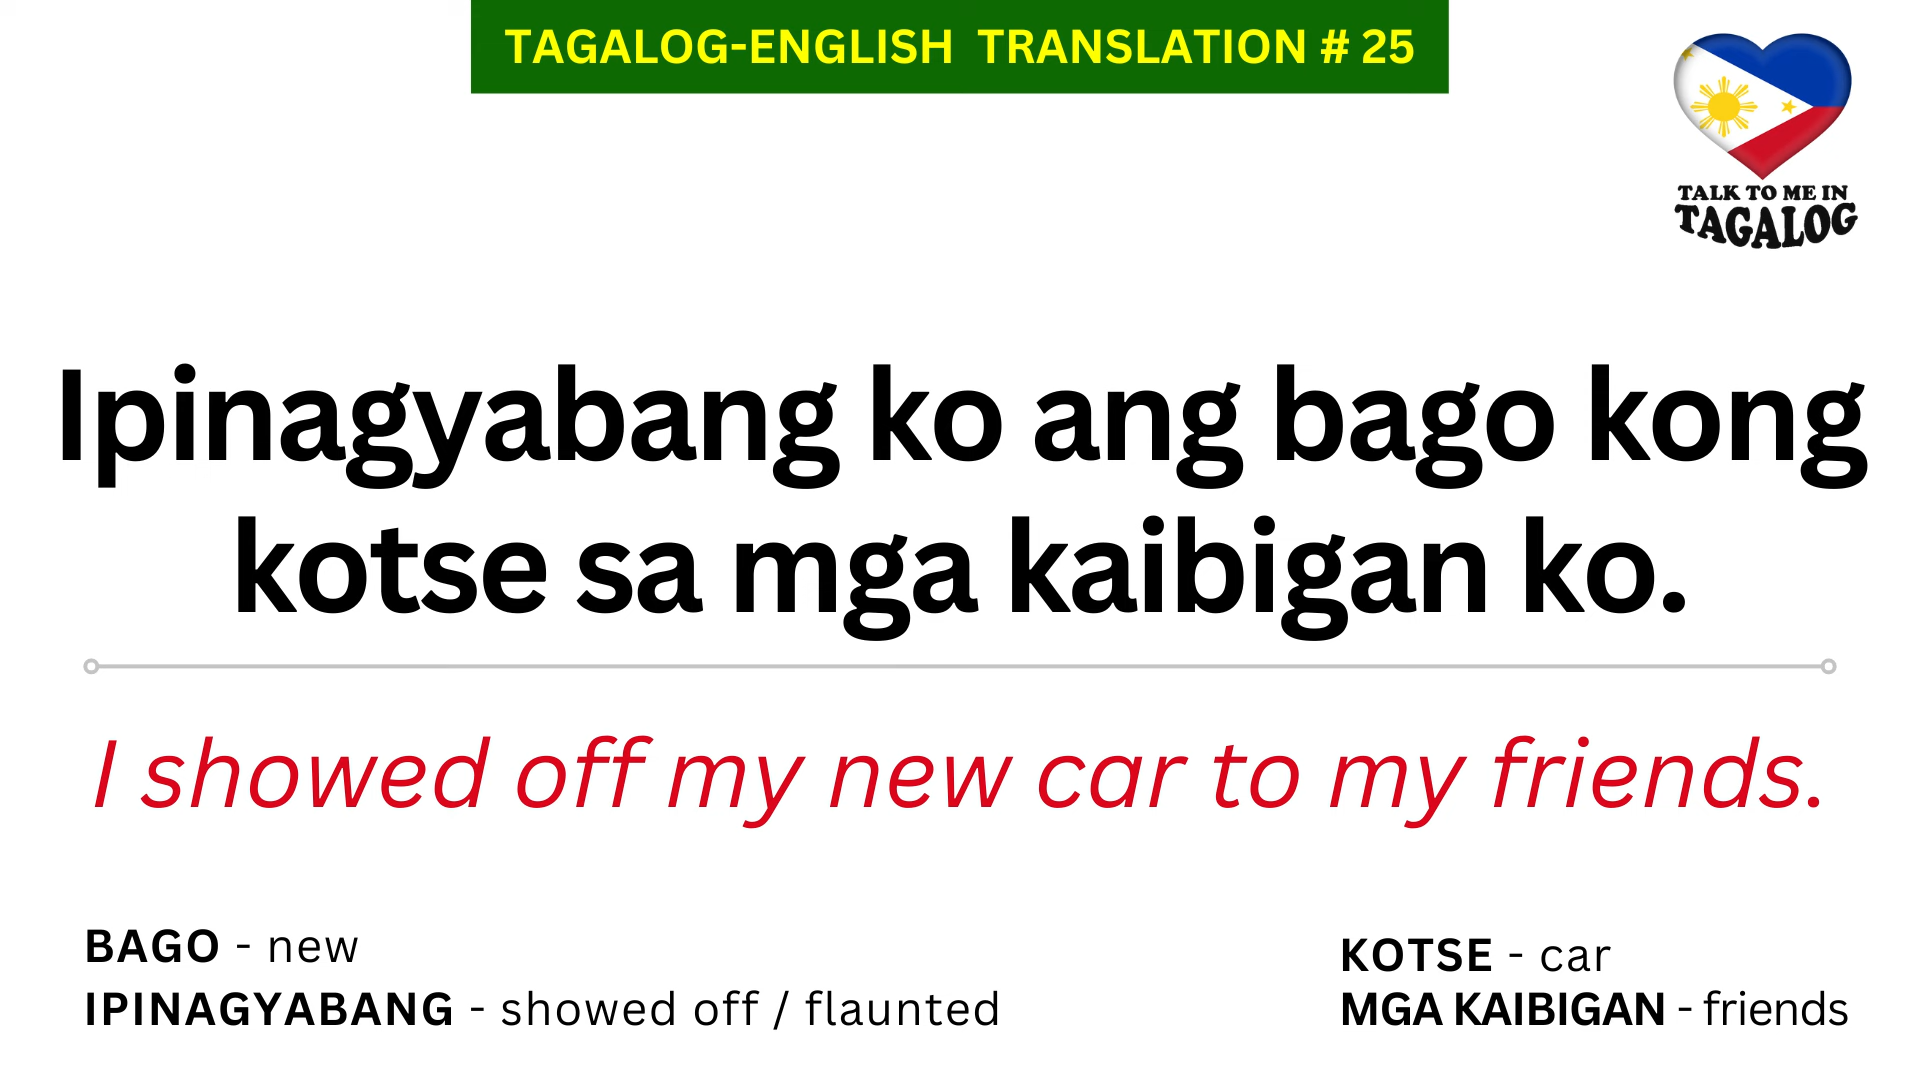 TAGALOG-ENGLISH TRANSLATION # 25
TALK TO ME IN
TAGALOG
Ipinagyabang ko ang bago kong
kotse sa mga kaibigan ko.
I showed off my new car to my friends.
BAGO - new
IPINAGYABANG - showed off / flaunted
KOTSE - car
MGA KAIBIGAN - friends